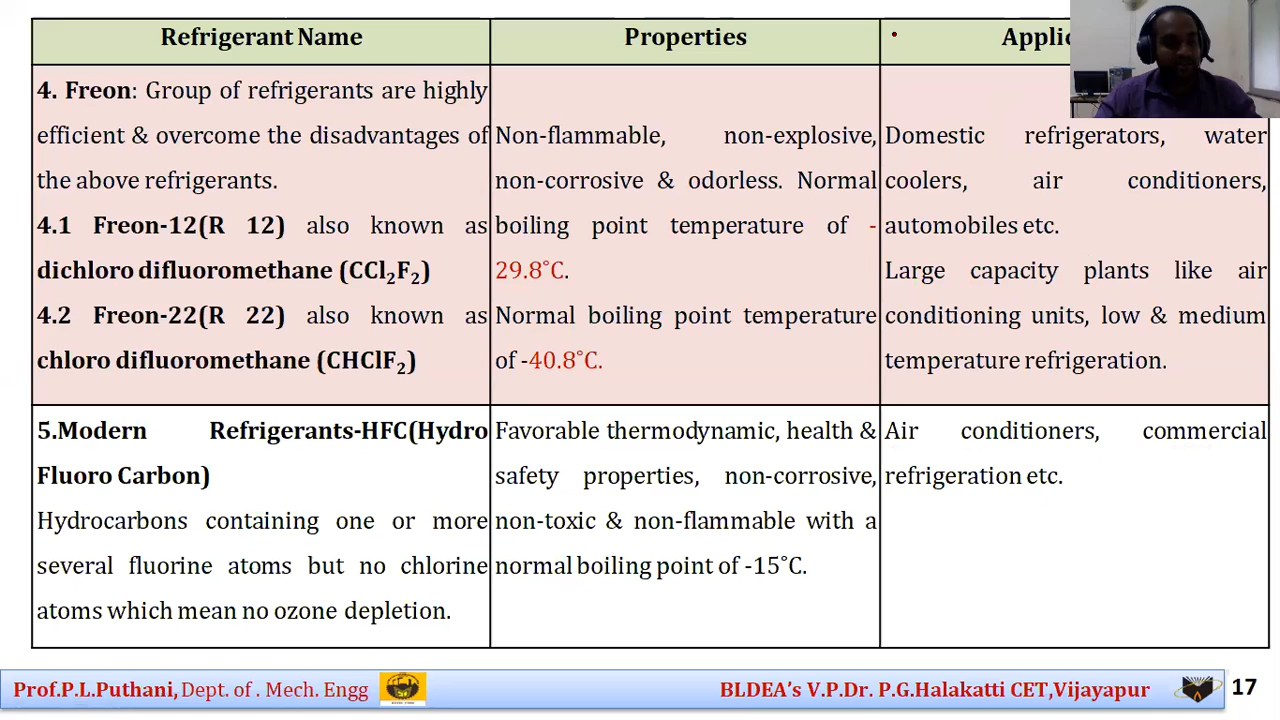 Refrigerant Name
Properties
Applic
4. Freon: Group of refrigerants are highly
efficient & overcome the disadvantages of
the above refrigerants.
4.1 Freon-12(R 12) also known as
dichloro difluoromethane (CCl₂F₂)
4.2 Freon-22(R 22) also known as
chloro difluoromethane (CHClF₂)
Non-flammable, non-explosive,
non-corrosive & odorless. Normal
boiling point temperature of -
29.8˚C.
Normal boiling point temperature
of -40.8˚C.
Domestic refrigerators, water
coolers, air conditioners,
automobiles etc.
Large capacity plants like air
conditioning units, low & medium
temperature refrigeration.
5.Modern Refrigerants-HFC(Hydro
Fluoro Carbon)
Hydrocarbons containing one or more
several fluorine atoms but no chlorine
atoms which mean no ozone depletion.
Favorable thermodynamic, health &
safety properties, non-corrosive,
non-toxic & non-flammable with a
normal boiling point of -15˚C.
Air conditioners, commercial
refrigeration etc.
Prof.P.L.Puthani, Dept. of . Mech. Engg
BLDEA's V.P.Dr. P.G.Halakatti CET,Vijayapur
17